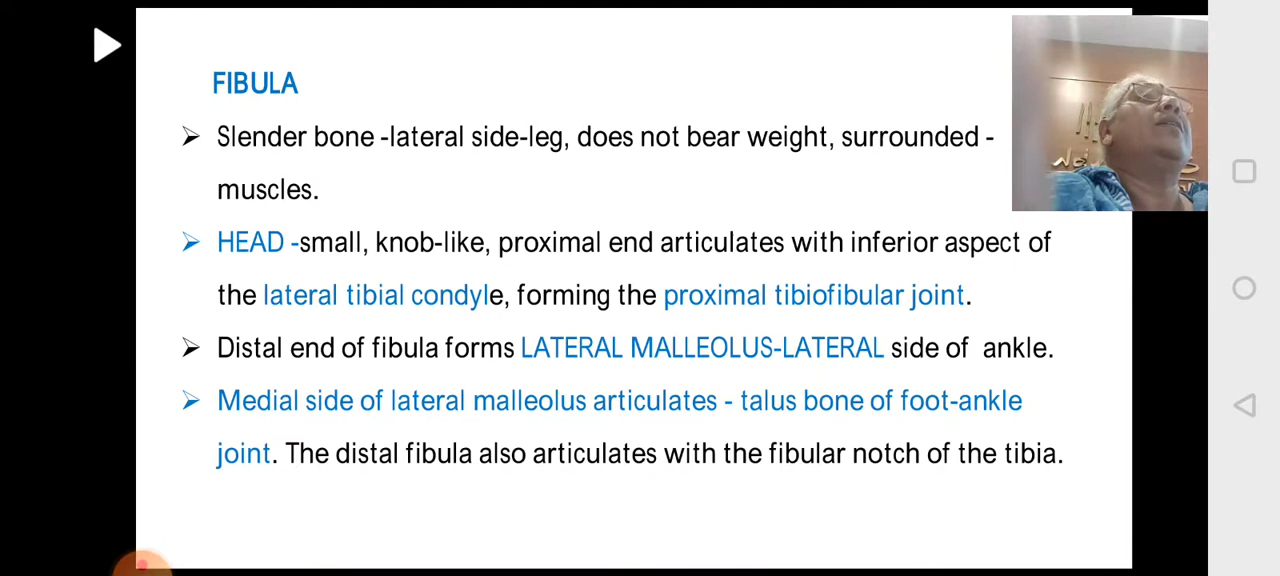 FIBULA
➢ Slender bone -lateral side-leg, does not bear weight, surrounded -
muscles.
➢ HEAD -small, knob-like, proximal end articulates with inferior aspect of
the lateral tibial condyle, forming the proximal tibiofibular joint.
➢ Distal end of fibula forms LATERAL MALLEOLUS-LATERAL side of ankle.
➢ Medial side of lateral malleolus articulates - talus bone of foot-ankle
joint. The distal fibula also articulates with the fibular notch of the tibia.